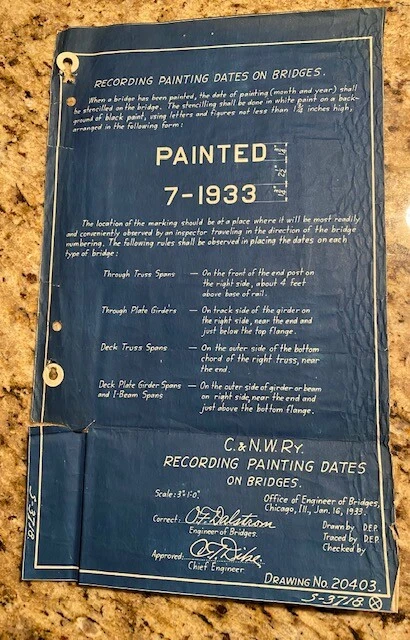 RECORDING PAINTING DATES ON BRIDGES.
When a bridge has been painted, the date of painting (month and year) shall
be stencilled on the bridge. The stencilling shall be done in white paint on a back-
ground of black paint, using letters and figures not less than 1¾ inches high,
arranged in the following form:
PAINTED
7-1933
The location of the marking should be at a place where it will be most readily
and conveniently observed by an inspector traveling in the direction of the bridge
numbering. The following rules shall be observed in placing the dates on each
type of bridge:
Through Truss Spans — On the front of the end post on
the right side, about 4 feet
above base of rail.
Through Plate Girders — On track side of the girder on
the right side, near the end and
just below the top flange.
Deck Truss Spans — On the outer side of the bottom
chord of the right truss, near
the end.
Deck Plate Girder Spans — On the outer side of girder or beam
and I-Beam Spans on right side, near the end and
just above the bottom flange.
C. & N. W. RY.
RECORDING PAINTING DATES
ON BRIDGES.
Scale: 3"=1'-0"
Office of Engineer of Bridges,
Chicago, Ill., Jan. 16, 1933.
Correct: O.F. Dalstrom
Engineer of Bridges.
Drawn by D.E.P.
Traced by D.E.P.
Checked by
Approved:
Chief Engineer.
DRAWING No. 20403.
S-3718
S-3718